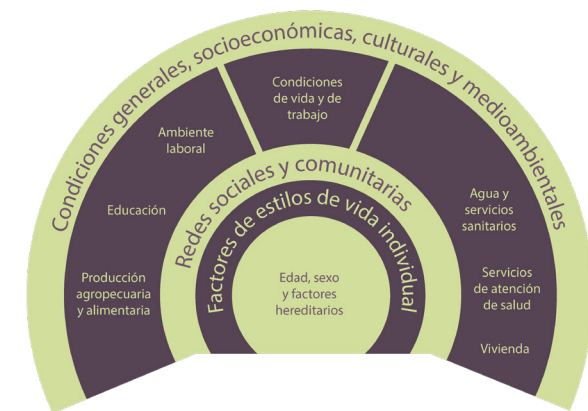 Condiciones generales, socioeconómicas, culturales y medioambientales
Condiciones
de vida y de
trabajo
Ambiente
laboral
Educación
Producción
agropecuaria
y alimentaria
Agua y
servicios
sanitarios
Servicios
de atención
de salud
Vivienda
Redes sociales y comunitarias
Factores de estilos de vida individual
Edad, sexo
y factores
hereditarios